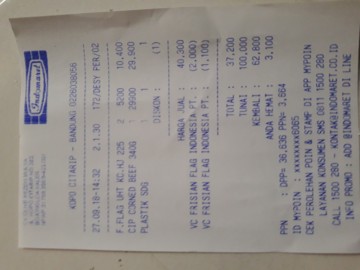 Indomaret
KOPO CITARIP - BANDUNG
27.09.18-14:32 2.1.30 172/DESY FER/02
F.FLAG UHT KC.HJ 225 2 5200 10,400
CIP CORNED BEEF 340G 1 29900 29,900
PLASTIK SDG 1 1 1
DISKON : (1)
HARGA JUAL : 40,300
VC FRISIAN FLAG INDONESIA PT. : (2,000)
VC FRISIAN FLAG INDONESIA PT. : (1,100)
TOTAL : 37,200
TUNAI : 100,000
KEMBALI : 62,800
ANDA HEMAT : 3,100
PPN : DPP= 36,636 PPN= 3,664
ID MYPOIN :
CEK PEROLEHAN POIN & STAMP DI APP MYPOIN
LAYANAN KONSUMEN SMS 0811 1500 280
CALL 1500 280 - KONTAK@INDOMARET.CO.ID
INFO PROMO : ADD @INDOMARET DI LINE